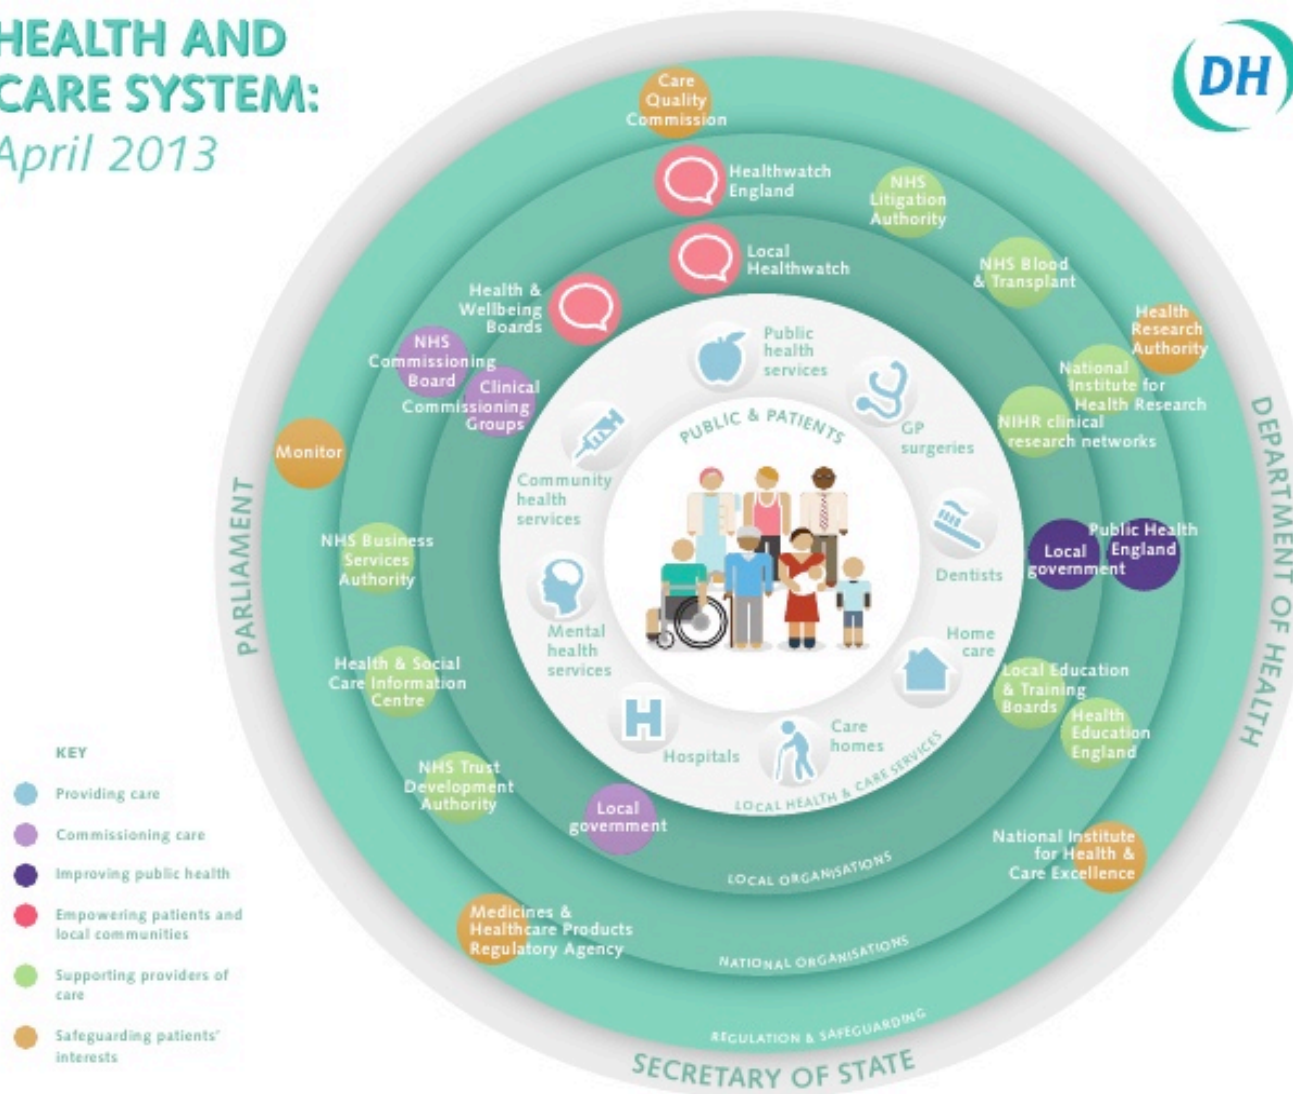 HEALTH AND
CARE SYSTEM:
April 2013
DH
Care
Quality
Commission
Healthwatch
England
NHS
Litigation
Authority
Local
Healthwatch
NHS Blood
& Transplant
Health &
Wellbeing
Boards
Health
Research
Authority
NHS
Commissioning
Board
Clinical
Commissioning
Groups
National
Institute for
Health Research
NIHR clinical
research networks
Monitor
Public
health
services
GP
surgeries
PUBLIC & PATIENTS
Community
health
services
Dentists
Mental
health
services
Home
care
Hospitals
Care
homes
LOCAL HEALTH & CARE SERVICES
NHS Business
Services
Authority
Local
government
Public Health
England
Health & Social
Care Information
Centre
Local Education
& Training
Boards
Health
Education
England
NHS Trust
Development
Authority
Local
government
National Institute
for Health &
Care Excellence
LOCAL ORGANISATIONS
Medicines &
Healthcare Products
Regulatory Agency
NATIONAL ORGANISATIONS
REGULATION & SAFEGUARDING
PARLIAMENT
SECRETARY OF STATE
DEPARTMENT OF HEALTH
KEY
Providing care
Commissioning care
Improving public health
Empowering patients and
local communities
Supporting providers of
care
Safeguarding patients'
interests